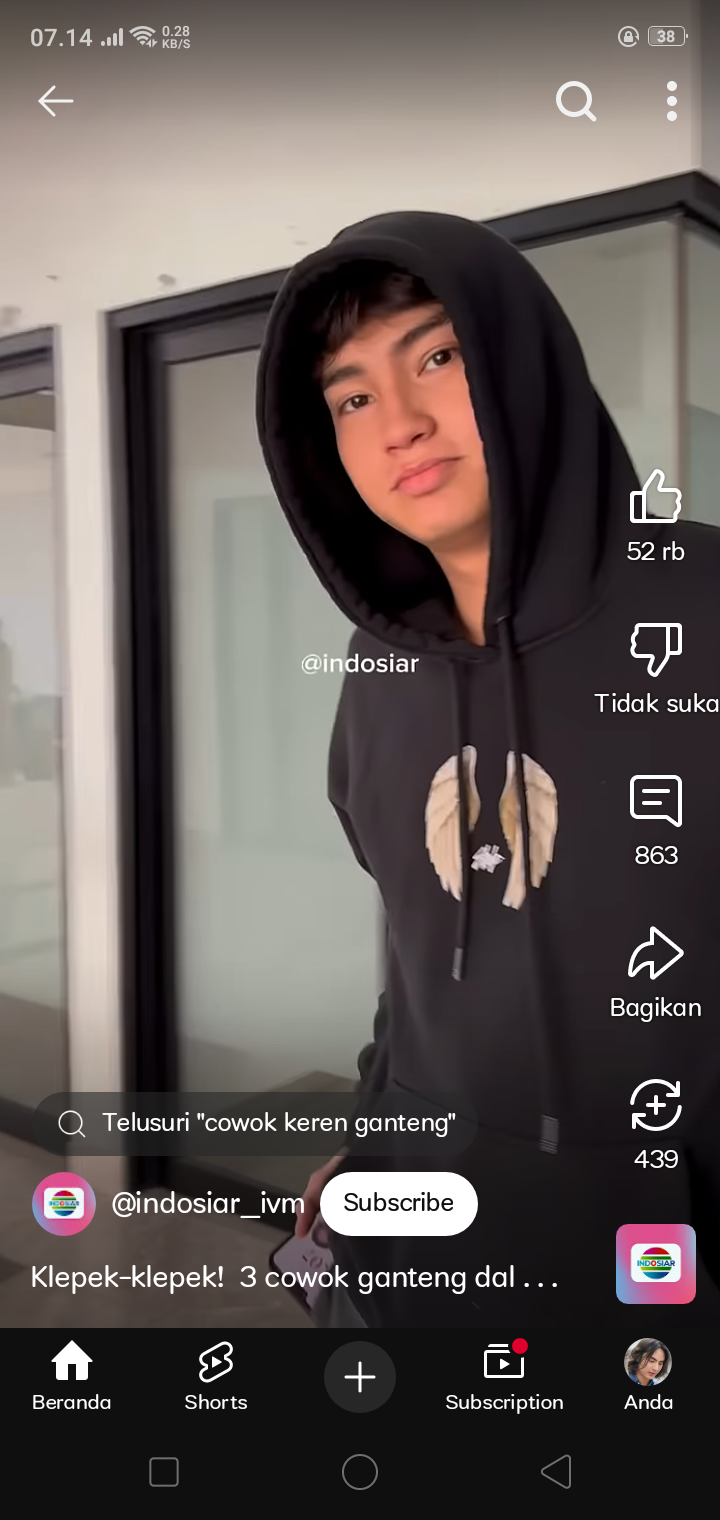 07.14
0.28
KB/S
38
52 rb
@indosiar
Tidak suka
863
Bagikan
Telusuri "cowok keren ganteng"
439
INDOSIAR
@indosiar_ivm
Subscribe
INDOSIAR
Klepek-klepek! 3 cowok ganteng dal ...
Beranda
Shorts
Subscription
Anda